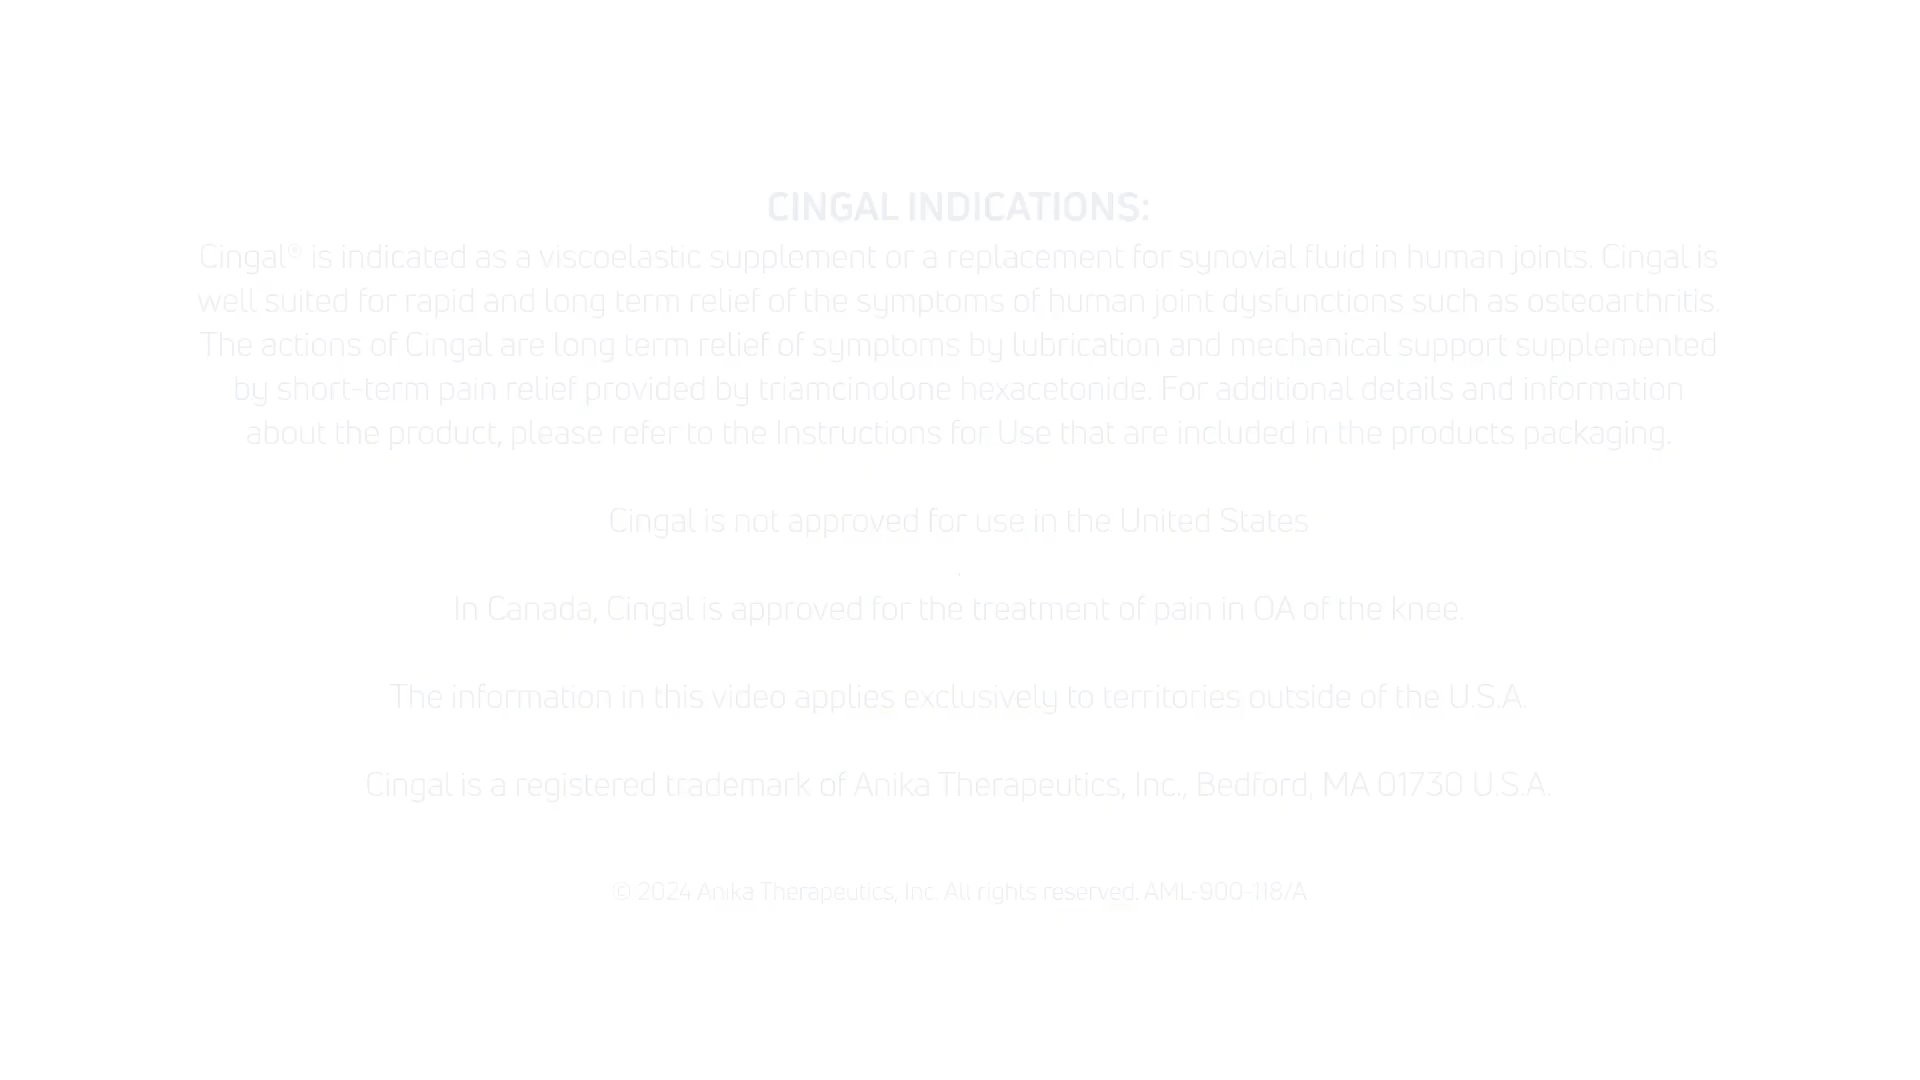 CINGAL INDICATIONS:
Cingal® is indicated as a viscoelastic supplement or a replacement for synovial fluid in human joints. Cingal is
well suited for rapid and long term relief of the symptoms of human joint dysfunctions such as osteoarthritis.
The actions of Cingal are long term relief of symptoms by lubrication and mechanical support supplemented
by short-term pain relief provided by triamcinolone hexacetonide. For additional details and information
about the product, please refer to the Instructions for Use that are included in the products packaging.
Cingal is not approved for use in the United States
.
In Canada, Cingal is approved for the treatment of pain in OA of the knee.
The information in this video applies exclusively to territories outside of the U.S.A.
Cingal is a registered trademark of Anika Therapeutics, Inc., Bedford, MA 01730 U.S.A.
© 2024 Anika Therapeutics, Inc. All rights reserved. AML-900-118/A